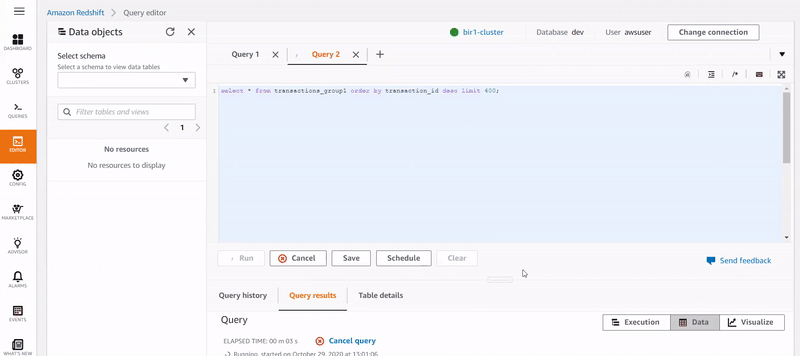 Amazon Redshift > Query editor
DASHBOARD
CLUSTERS
QUERIES
EDITOR
CONFIG
MARKETPLACE
ADVISOR
ALARMS
EVENTS
WHAT'S NEW
Data objects
Select schema
Select a schema to view data tables
Filter tables and views
1
No resources
No resources to display
bir1-cluster
Database dev
User awsuser
Change connection
Query 1
Query 2
1 select * from transactions_group1 order by transaction_id desc limit 400;
Run
Cancel
Save
Schedule
Clear
Send feedback
Query history
Query results
Table details
Query
Execution
Data
Visualize
ELAPSED TIME: 00 m 03 s
Cancel query
Running, started on October 29, 2020 at 13:01:06